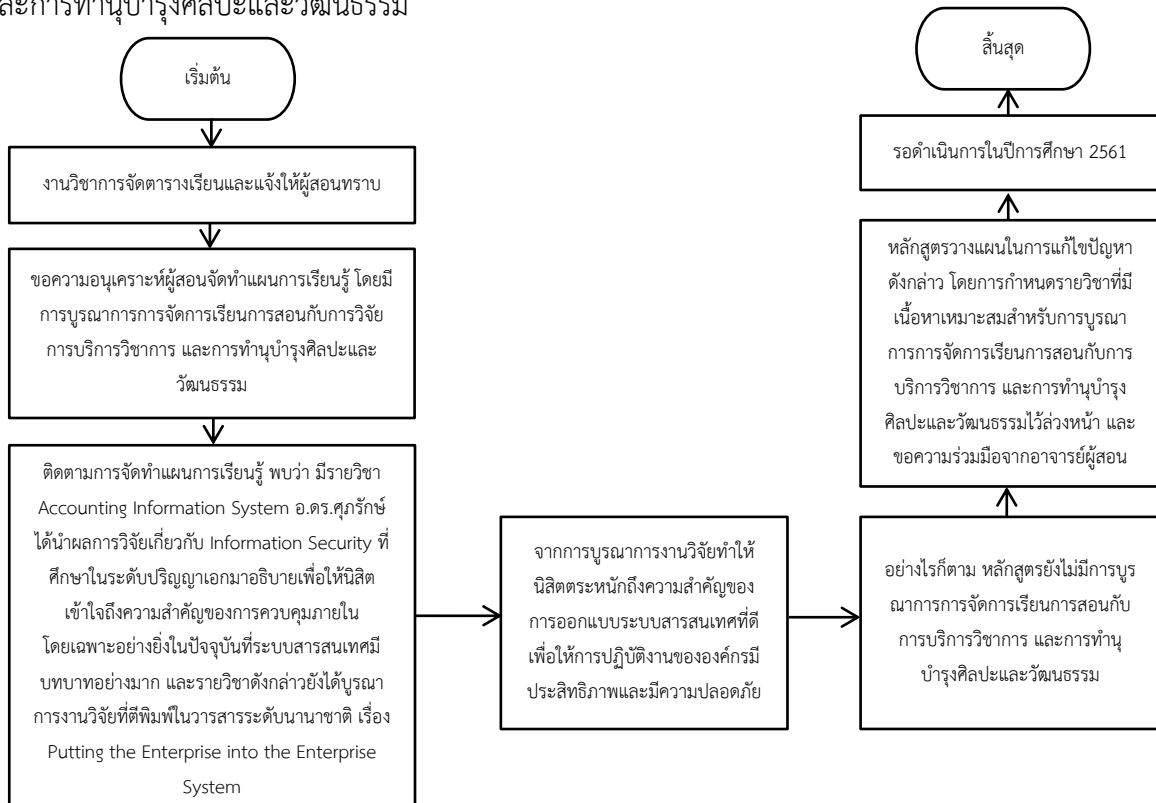 ละการทำนุบำรุงศิลปะและวัฒนธรรม
เริ่มต้น
งานวิชาการจัดตารางเรียนและแจ้งให้ผู้สอนทราบ
ขอความอนุเคราะห์ผู้สอนจัดทำแผนการเรียนรู้ โดยมี
การบูรณาการการจัดการเรียนการสอนกับการวิจัย
การบริการวิชาการ และการทำนุบำรุงศิลปะและ
วัฒนธรรม
ติดตามการจัดทำแผนการเรียนรู้ พบว่า มีรายวิชา
Accounting Information System อ.ดร.ศุภรักษ์
ได้นำผลการวิจัยเกี่ยวกับ Information Security ที่
ศึกษาในระดับปริญญาเอกมาอธิบายเพื่อให้นิสิต
เข้าใจถึงความสำคัญของการควบคุมภายใน
โดยเฉพาะอย่างยิ่งในปัจจุบันที่ระบบสารสนเทศมี
บทบาทอย่างมาก และรายวิชาดังกล่าวยังได้บูรณา
การงานวิจัยที่ตีพิมพ์ในวารสารระดับนานาชาติ เรื่อง
Putting the Enterprise into the Enterprise
System
จากการบูรณาการงานวิจัยทำให้
นิสิตตระหนักถึงความสำคัญของ
การออกแบบระบบสารสนเทศที่ดี
เพื่อให้การปฏิบัติงานขององค์กรมี
ประสิทธิภาพและมีความปลอดภัย
อย่างไรก็ตาม หลักสูตรยังไม่มีการบูร
ณาการการจัดการเรียนการสอนกับ
การบริการวิชาการ และการทำนุ
บำรุงศิลปะและวัฒนธรรม
หลักสูตรวางแผนในการแก้ไขปัญหา
ดังกล่าว โดยการกำหนดรายวิชาที่มี
เนื้อหาเหมาะสมสำหรับการบูรณา
การการจัดการเรียนการสอนกับการ
บริการวิชาการ และการทำนุบำรุง
ศิลปะและวัฒนธรรมไว้ล่วงหน้า และ
ขอความร่วมมือจากอาจารย์ผู้สอน
รอดำเนินการในปีการศึกษา 2561
สิ้นสุด